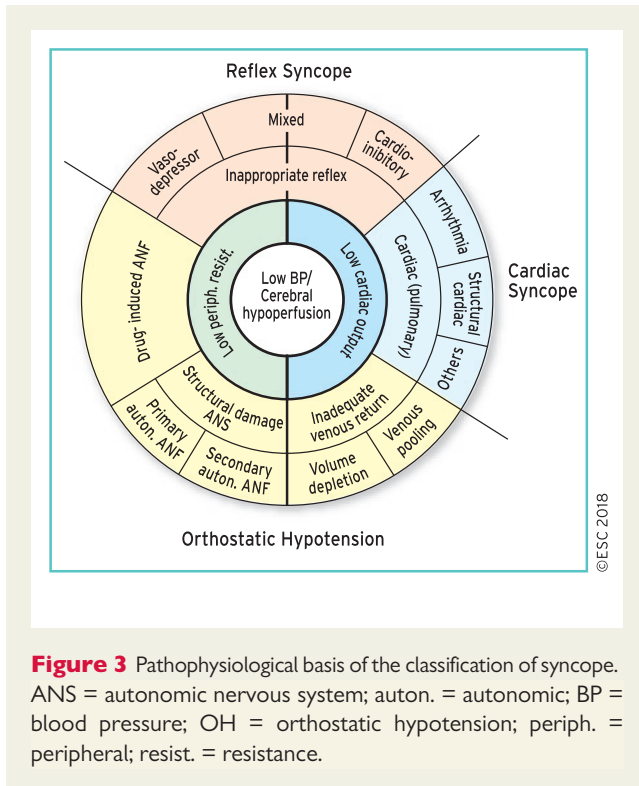 Reflex Syncope
Mixed
Vaso-
depressor
Cardio-
inibitory
Inappropriate reflex
Arrhythmia
Drug- induced ANF
Low periph. resist.
Low BP/
Cerebral
hypoperfusion
Low cardiac output
Cardiac (pulmonary)
Structural
cardiac
Cardiac
Syncope
Others
Structural damage
ANS
Inadequate
venous return
Primary
auton. ANF
Secondary
auton. ANF
Volume
depletion
Venous
pooling
Orthostatic Hypotension
©ESC 2018
Figure 3 Pathophysiological basis of the classification of syncope.
ANS = autonomic nervous system; auton. = autonomic; BP =
blood pressure; OH = orthostatic hypotension; periph. =
peripheral; resist. = resistance.